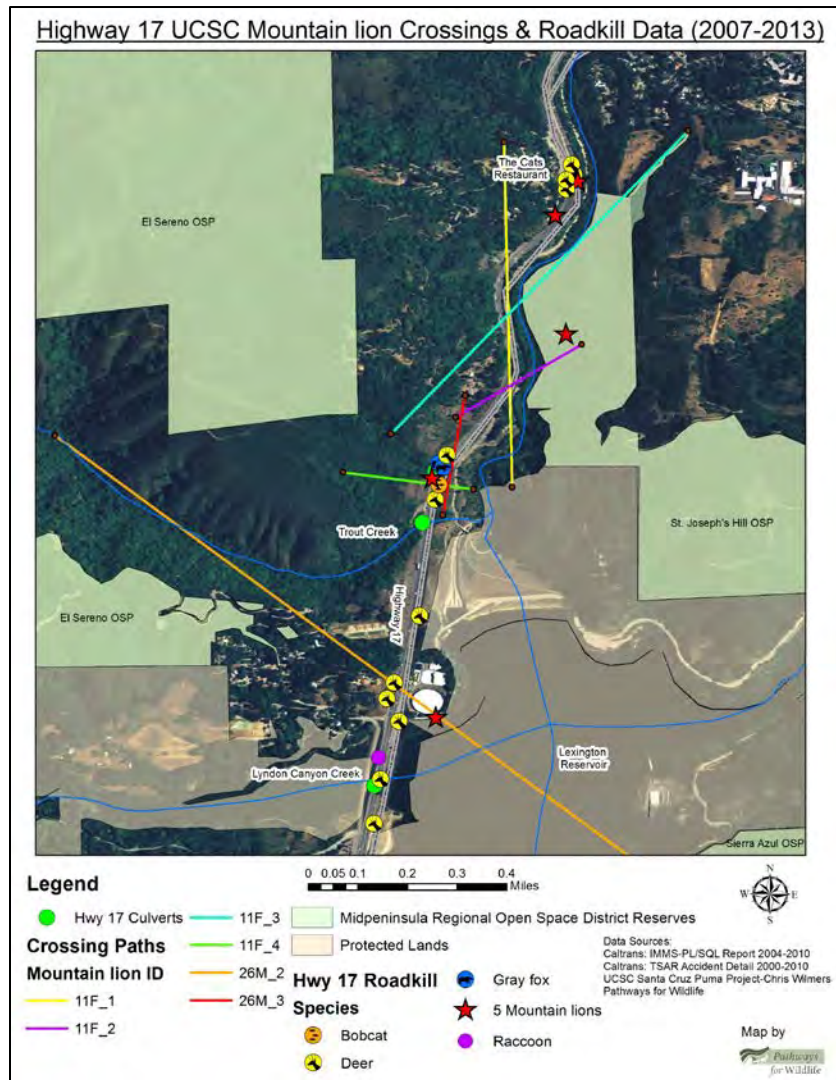 Highway 17 UCSC Mountain lion Crossings & Roadkill Data (2007-2013)
The Cats
Restaurant
El Sereno OSP
Trout Creek
St. Joseph's Hill OSP
Highway 17
El Sereno OSP
Lyndon Canyon Creek
Lexington
Reservoir
Sierra Azul OSP
Legend
0 0.05 0.1 0.2 0.3 0.4
Miles
N
W E
S
Hwy 17 Culverts
Crossing Paths
Mountain lion ID
11F_1
11F_2
11F_3
11F_4
26M_2
26M_3
Midpeninsula Regional Open Space District Reserves
Protected Lands
Hwy 17 Roadkill
Species
Bobcat
Deer
Gray fox
5 Mountain lions
Raccoon
Data Sources:
Caltrans: IMMS-PL/SQL Report 2004-2010
Caltrans: TSAR Accident Detail 2000-2010
UCSC Santa Cruz Puma Project-Chris Wilmers
Pathways for Wildlife
Map by
Pathways
for Wildlife